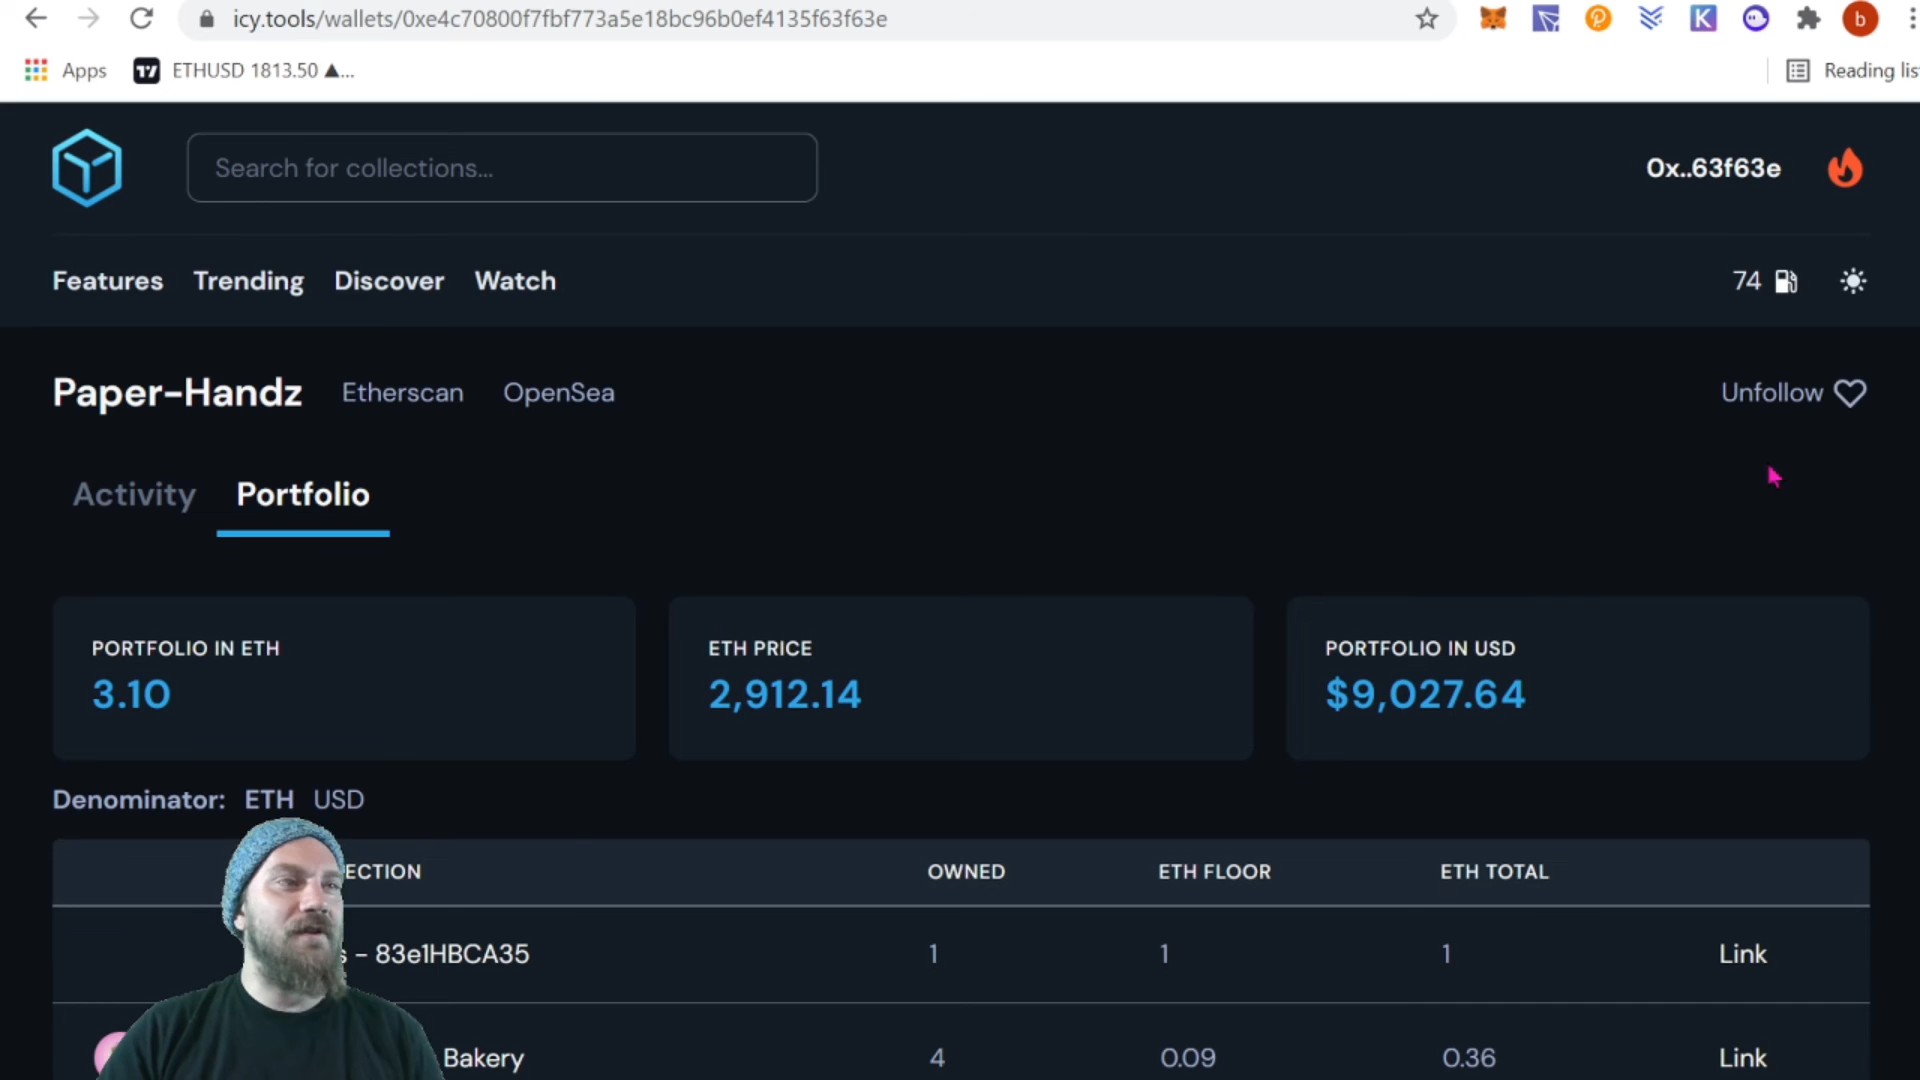 icy.tools/wallets/0xe4c70800f7fbf773a5e18bc96b0ef4135f63f63e
b
Apps
ETHUSD 1813.50 ▲...
Reading lis
Search for collections...
0x..63f63e
Features Trending Discover Watch
74
Paper-Handz Etherscan OpenSea
Unfollow
Activity Portfolio
PORTFOLIO IN ETH
3.10
ETH PRICE
2,912.14
PORTFOLIO IN USD
$9,027.64
Denominator: ETH USD
ECTION OWNED ETH FLOOR ETH TOTAL
s - 83e1HBCA35 1 1 1 Link
Bakery 4 0.09 0.36 Link